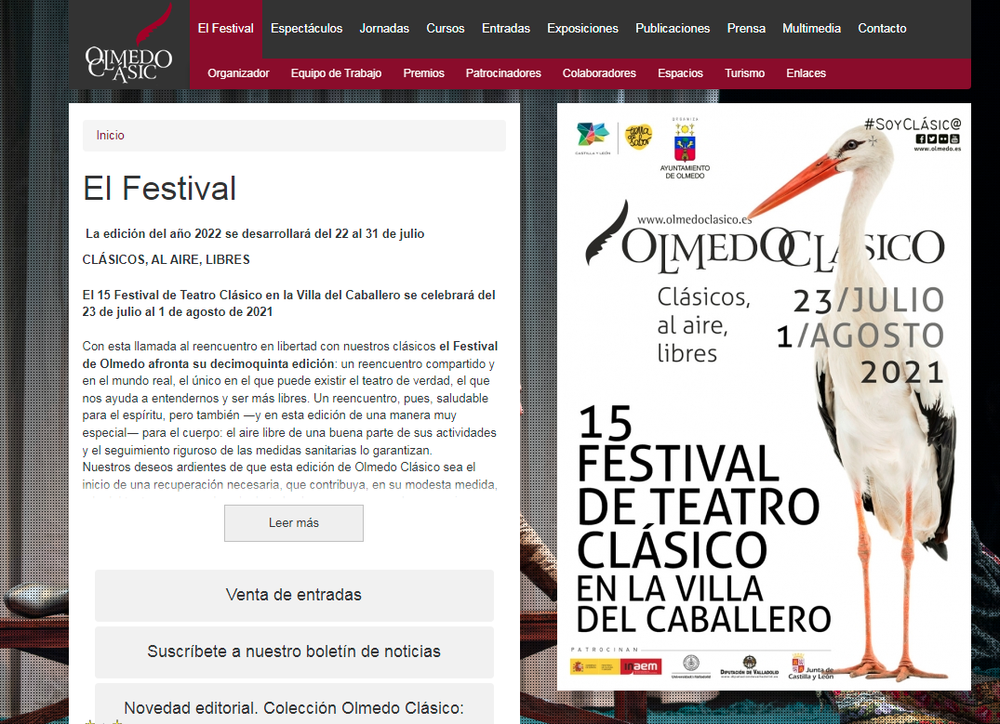 OLMEDO
CLÁSICO
El Festival Espectáculos Jornadas Cursos Entradas Exposiciones Publicaciones Prensa Multimedia Contacto
Organizador Equipo de Trabajo Premios Patrocinadores Colaboradores Espacios Turismo Enlaces
Inicio
El Festival
La edición del año 2022 se desarrollará del 22 al 31 de julio
CLÁSICOS, AL AIRE, LIBRES
El 15 Festival de Teatro Clásico en la Villa del Caballero se celebrará del
23 de julio al 1 de agosto de 2021
Con esta llamada al reencuentro en libertad con nuestros clásicos el Festival
de Olmedo afronta su decimoquinta edición: un reencuentro compartido y
en el mundo real, el único en el que puede existir el teatro de verdad, el que
nos ayuda a entendernos y ser más libres. Un reencuentro, pues, saludable
para el espíritu, pero también —y en esta edición de una manera muy
especial— para el cuerpo: el aire libre de una buena parte de sus actividades
y el seguimiento riguroso de las medidas sanitarias lo garantizan.
Nuestros deseos ardientes de que esta edición de Olmedo Clásico sea el
inicio de una recuperación necesaria, que contribuya, en su modesta medida,
Leer más
Venta de entradas
Suscríbete a nuestro boletín de noticias
Novedad editorial. Colección Olmedo Clásico:
CASTILLA Y LEÓN
tierra de sabor
ORGANIZA
AYUNTAMIENTO
DE OLMEDO
#SOYCLÁSIC@
www.olmedo.es
www.olmedoclasico.es
OLMEDOCLÁSICO
Clásicos,
al aire,
libres
23/JULIO
1/AGOSTO
2021
15
FESTIVAL
DE TEATRO
CLÁSICO
EN LA VILLA
DEL CABALLERO
PATROCINAN
inaem
Universidad de Valladolid
DIPUTACIÓN DE VALLADOLID
www.diputaciondevalladolid.es
Junta de
Castilla y León